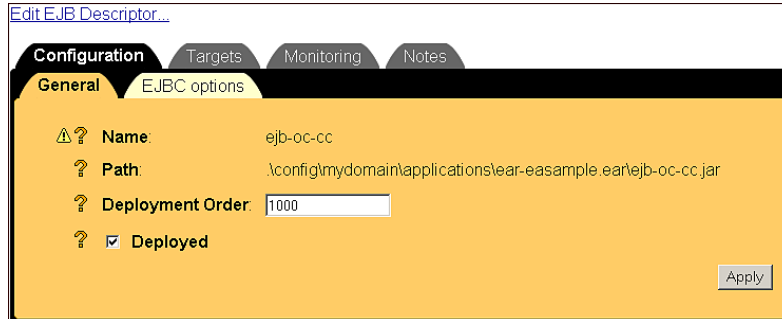 Edit EJB Descriptor...
Configuration Targets Monitoring Notes
General EJBC options
? Name: ejb-oc-cc
? Path: .\config\mydomain\applications\ear-easample.ear\ejb-oc-cc.jar
? Deployment Order: 1000
? Deployed
Apply